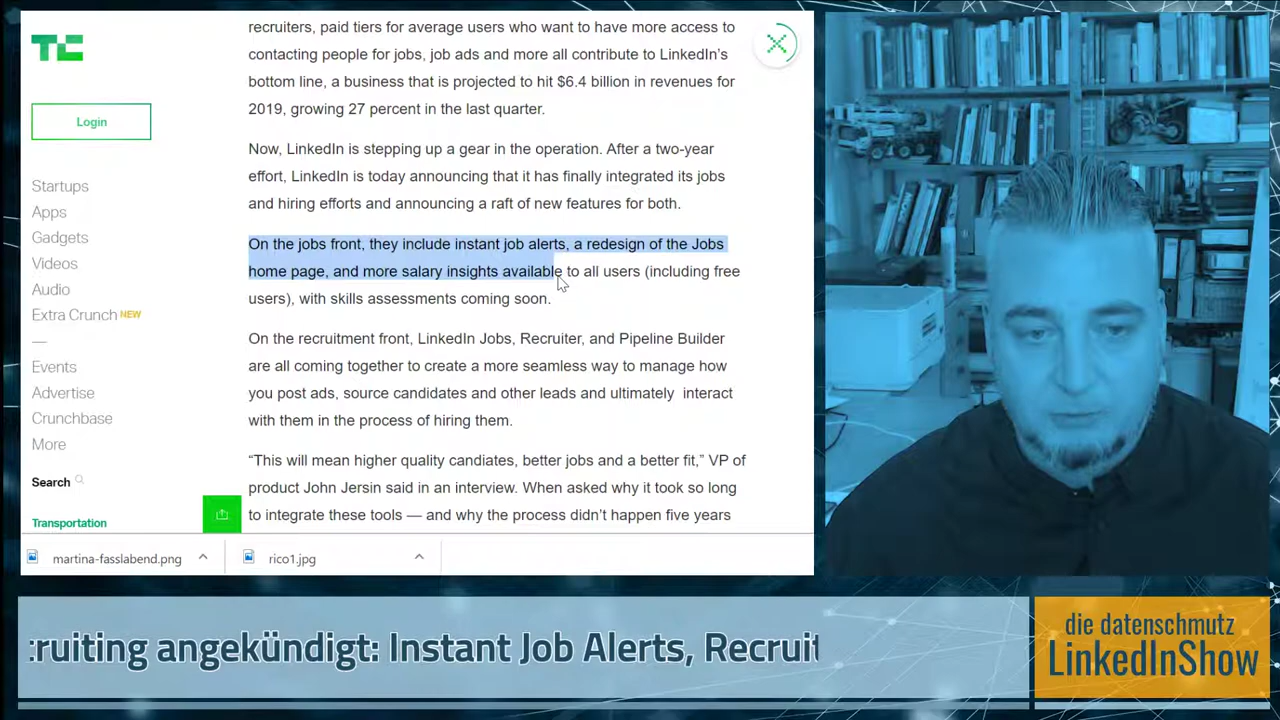 recruiters, paid tiers for average users who want to have more access to
contacting people for jobs, job ads and more all contribute to LinkedIn's
bottom line, a business that is projected to hit $6.4 billion in revenues for
2019, growing 27 percent in the last quarter.
Now, LinkedIn is stepping up a gear in the operation. After a two-year
effort, LinkedIn is today announcing that it has finally integrated its jobs
and hiring efforts and announcing a raft of new features for both.
On the jobs front, they include instant job alerts, a redesign of the Jobs
home page, and more salary insights available to all users (including free
users), with skills assessments coming soon.
On the recruitment front, LinkedIn Jobs, Recruiter, and Pipeline Builder
are all coming together to create a more seamless way to manage how
you post ads, source candidates and other leads and ultimately  interact
with them in the process of hiring them.
“This will mean higher quality candiates, better jobs and a better fit,” VP of
product John Jersin said in an interview. When asked why it took so long
to integrate these tools — and why the process didn’t happen five years
TC
Login
Startups
Apps
Gadgets
Videos
Audio
Extra Crunch NEW
—
Events
Advertise
Crunchbase
More
Search
Transportation
martina-fasslabend.png
rico1.jpg
cruiting angekündigt: Instant Job Alerts, Recruit
die datenschmutz
LinkedInShow